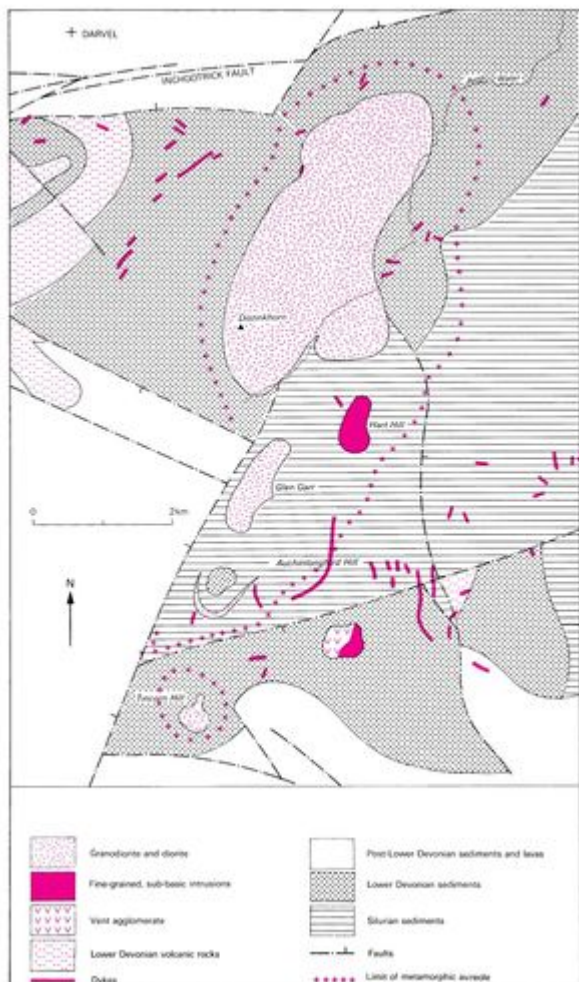 DARVEL
INCHGOTRICK FAULT
Distinkhorn
Hart Hill
Glen Garr
0 2km
Auchenlongford Hill
N
Tincorn Hill
Granodiorite and diorite
Fine-grained, sub-basic intrusions
Vent agglomerate
Lower Devonian volcanic rocks
Dykes
Post-Lower Devonian sediments and lavas
Lower Devonian sediments
Silurian sediments
Faults
Limit of metamorphic aureole